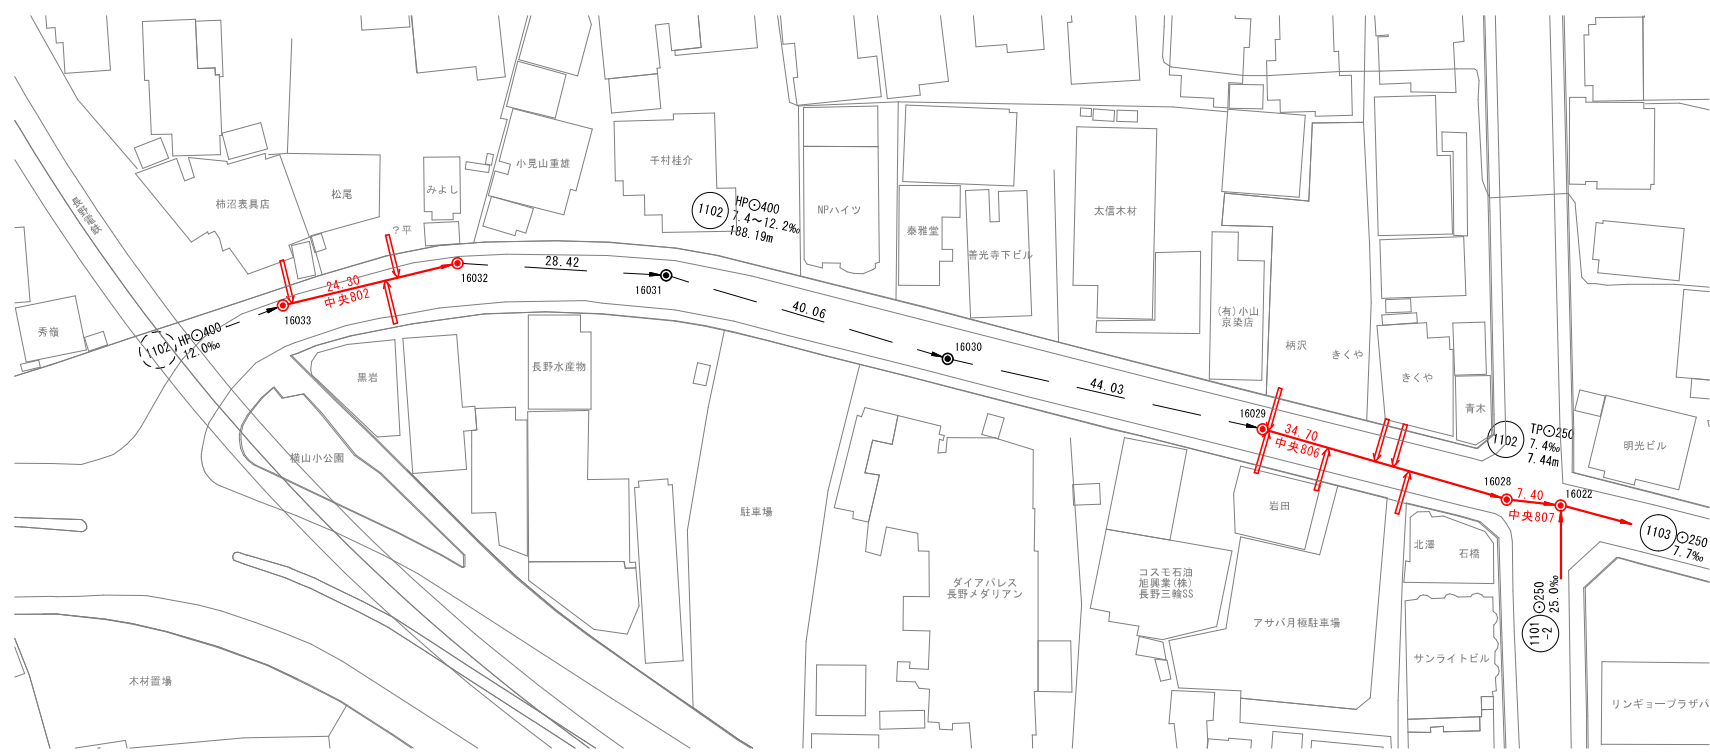 長野電鉄
柿沼表具店
松尾
みよし
小見山重雄
千村桂介
?平
1102
HP⊙400
7.4～12.2‰
188.19m
NPハイツ
泰雅堂
善光寺下ビル
太信木材
(有)小山
京染店
柄沢
きくや
きくや
青木
明光ビル
秀嶺
1102
HP⊙400
12.0‰
16033
24.30
中央802
16032
28.42
16031
40.06
16030
44.03
16029
34.70
中央806
16028
7.40
中央807
16022
1102
TP⊙250
7.4‰
7.44m
1103
⊙250
7.7‰
1101
-2
⊙250
25.0‰
黒岩
長野水産物
横山小公園
駐車場
ダイアパレス
長野メダリアン
コスモ石油
旭興業(株)
長野三輪SS
岩田
アサバ月極駐車場
北澤
石橋
サンライトビル
リンギョープラザバ
木材置場